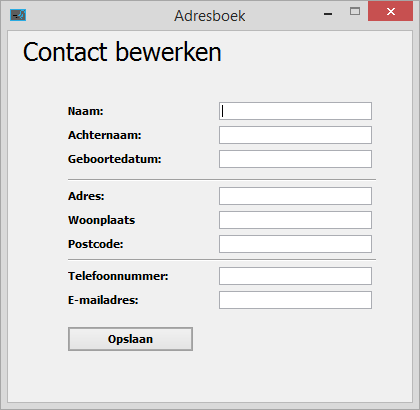 Adresboek
Contact bewerken
Naam:
Achternaam:
Geboortedatum:
Adres:
Woonplaats
Postcode:
Telefoonnummer:
E-mailadres:
Opslaan